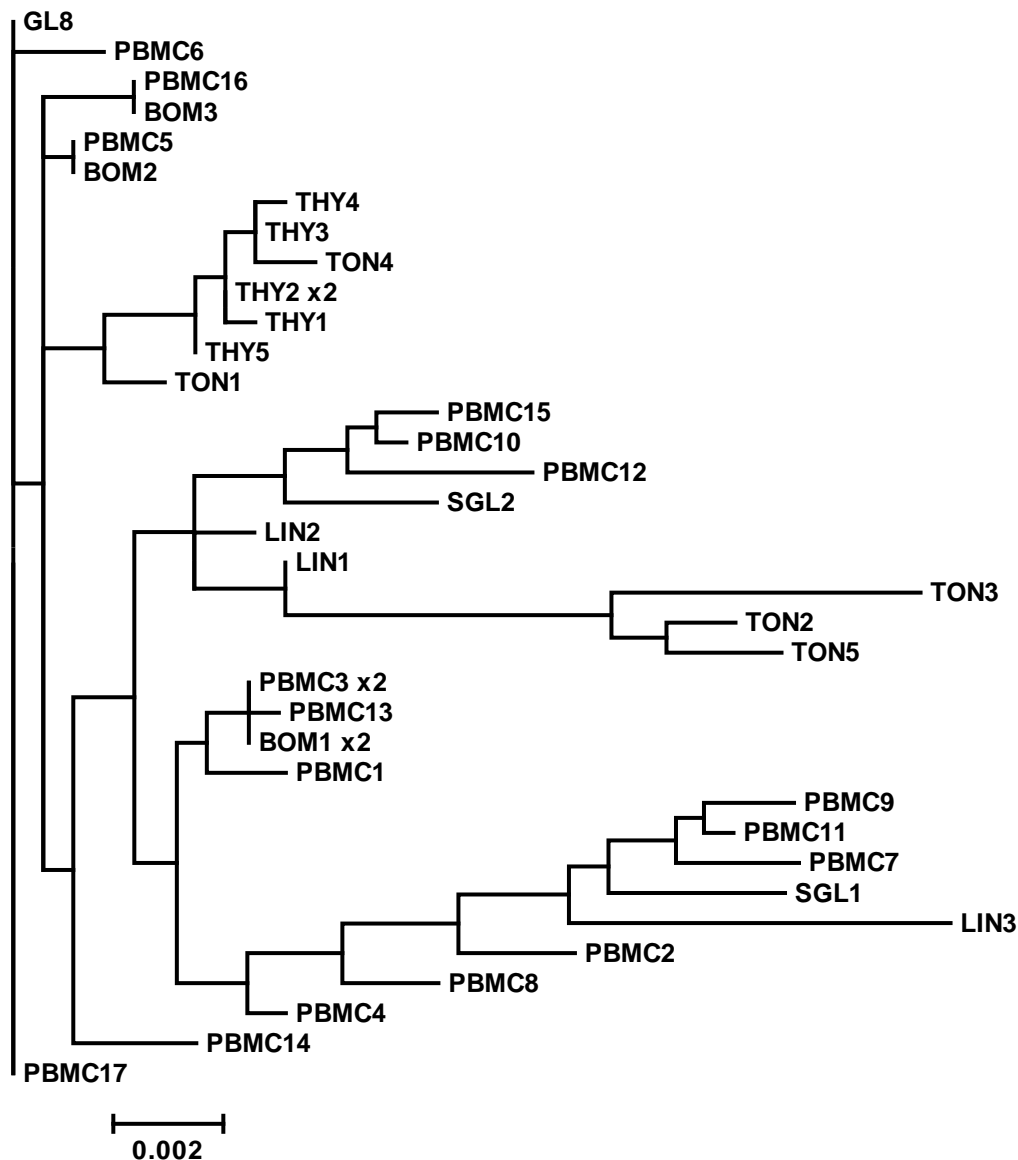 GL8
PBMC6
PBMC16
BOM3
PBMC5
BOM2
THY4
THY3
TON4
THY2 x2
THY1
THY5
TON1
PBMC15
PBMC10
PBMC12
SGL2
LIN2
LIN1
TON3
TON2
TON5
PBMC3 x2
PBMC13
BOM1 x2
PBMC1
PBMC9
PBMC11
PBMC7
SGL1
LIN3
PBMC2
PBMC8
PBMC4
PBMC14
PBMC17
0.002